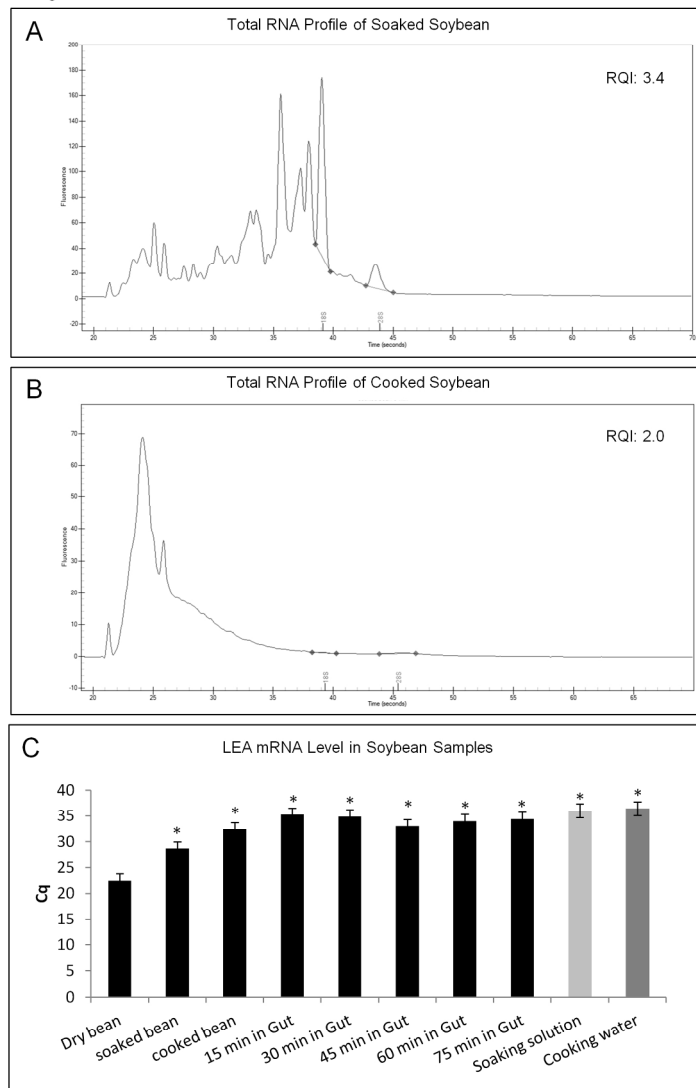 A
Total RNA Profile of Soaked Soybean
RQI: 3.4
200
180
160
140
120
100
80
60
40
20
0
-20
Fluorescence
20
25
30
35
40
45
50
55
60
65
70
18S
28S
Time (seconds)
B
Total RNA Profile of Cooked Soybean
RQI: 2.0
70
60
50
40
30
20
10
0
-10
Fluorescence
20
25
30
35
40
45
50
55
60
65
18S
28S
Time (seconds)
C
LEA mRNA Level in Soybean Samples
40
35
30
25
20
15
10
5
0
Cq
* * * * * * * * *
Dry bean
soaked bean
cooked bean
15 min in Gut
30 min in Gut
45 min in Gut
60 min in Gut
75 min in Gut
Soaking solution
Cooking water